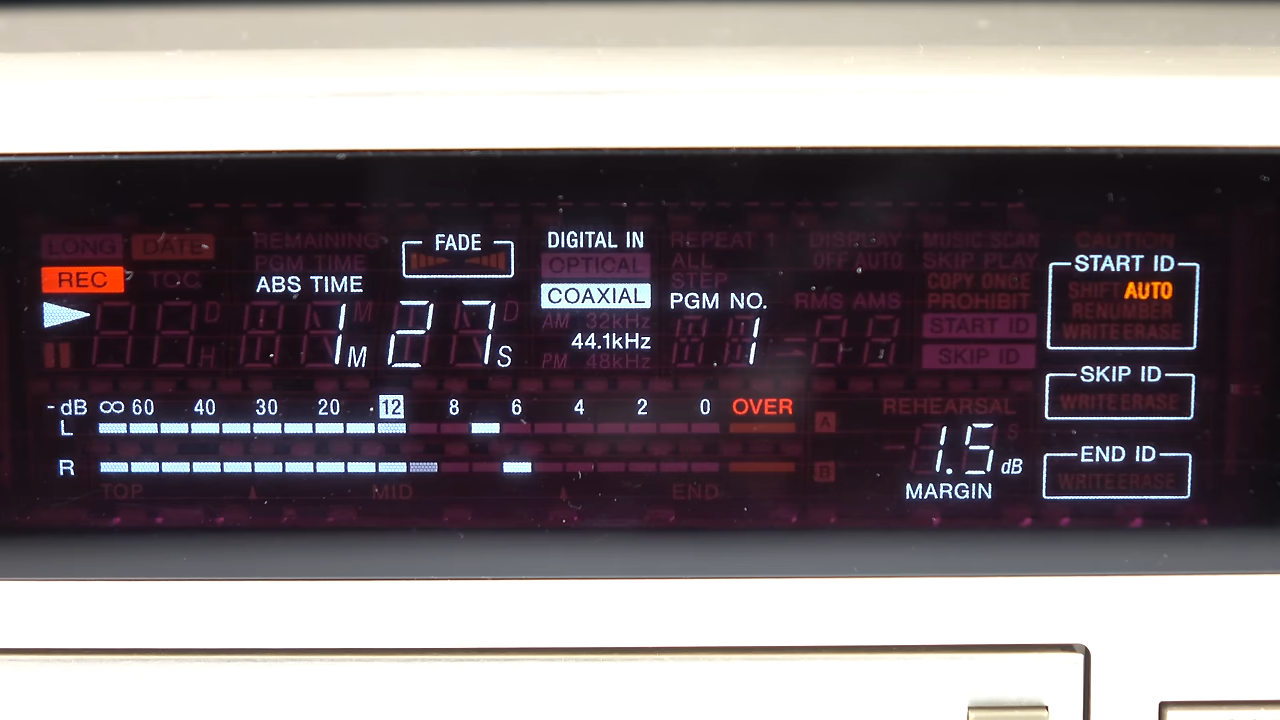 LONG DATE REMAINING FADE DIGITAL IN REPEAT 1 DISPLAY MUSIC SCAN CAUTION
REC TOC PGM TIME OPTICAL ALL OFF AUTO SKIP PLAY START ID
ABS TIME COAXIAL STEP COPY ONCE SHIFT AUTO
PGM NO. RMS AMS PROHIBIT RENUMBER
D M D AM 32kHz START ID WRITE ERASE
H 1M 27S 44.1kHz 1 -88 SKIP ID
PM 48kHz
SKIP ID
- dB ∞ 60 40 30 20 · 12 8 6 4 2 0 OVER REHEARSAL WRITE ERASE
L A
1.5 dB S
END ID
R B
MARGIN WRITE ERASE
TOP MID END